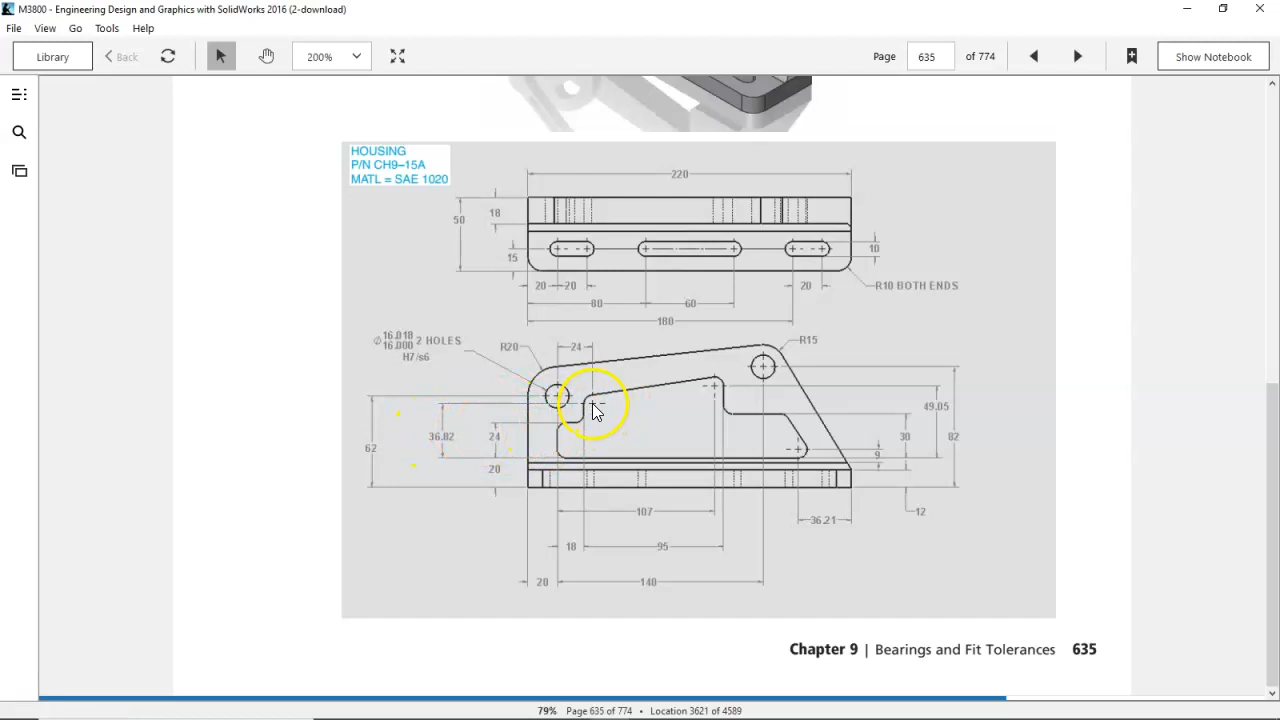 M3800 - Engineering Design and Graphics with SolidWorks 2016 (2-download)
File View Go Tools Help
Library Back 200% Page 635 of 774 Show Notebook
HOUSING
P/N CH9-15A
MATL = SAE 1020
220
50
18
15
10
20 20 20
R10 BOTH ENDS
80 60
180
16.018
Ø 2 HOLES
16.000
H7/s6
R20
24
R15
49.05
36.02
24
30
82
62
9
20
107
12
36.21
18 95
20 140
Chapter 9 | Bearings and Fit Tolerances 635
79% Page 635 of 774 • Location 3621 of 4589